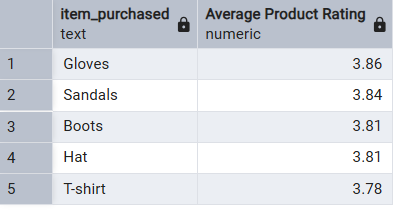 item_purchased Average Product Rating
text numeric
1 Gloves 3.86
2 Sandals 3.84
3 Boots 3.81
4 Hat 3.81
5 T-shirt 3.78